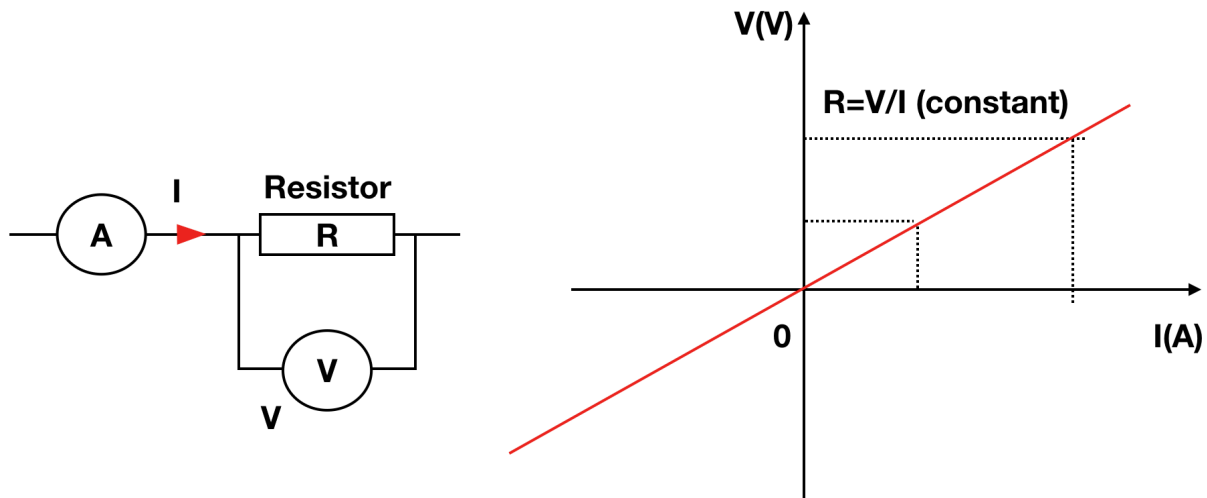 A
I
Resistor
R
V
V
V(V)
R=V/I (constant)
0
I(A)